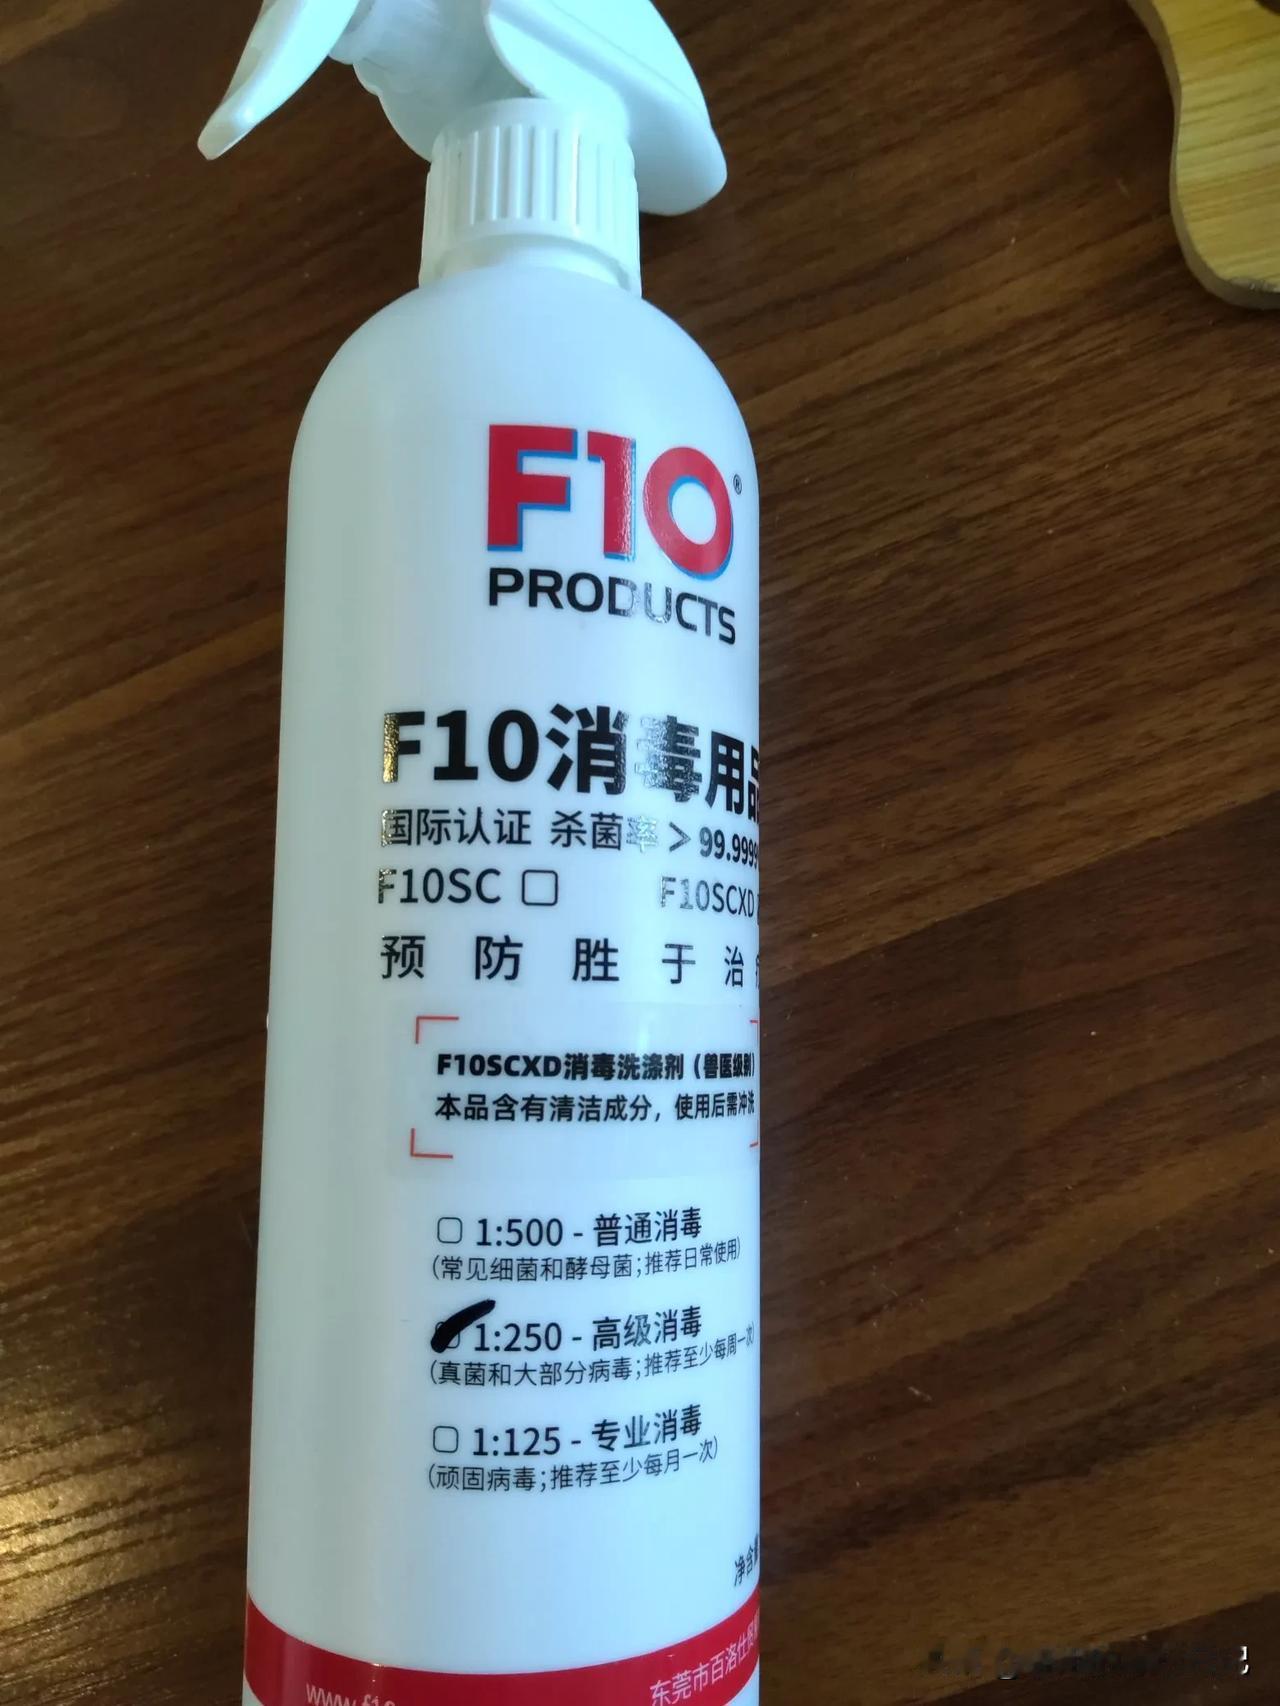 F10®
PRODUCTS
F10消毒用品
国际认证 杀菌率 > 99.999
F10SC F10SCXD
预防胜于治
F10SCXD消毒洗涤剂（兽医级别）
本品含有清洁成分，使用后需冲洗
1:500 - 普通消毒
(常见细菌和酵母菌;推荐日常使用)
1:250 - 高级消毒
(真菌和大部分病毒;推荐至少每周一次)
1:125 - 专业消毒
(顽固病毒;推荐至少每月一次)
净含
www.f10
东莞市百洛仕贸